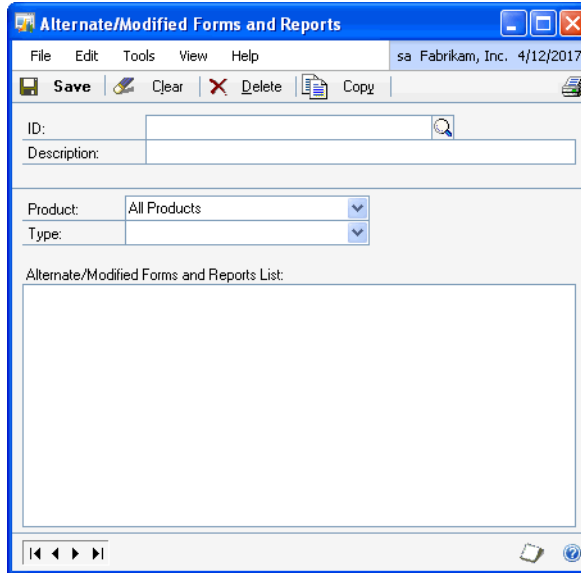 Alternate/Modified Forms and Reports
File Edit Tools View Help sa Fabrikam, Inc. 4/12/2017
Save Clear Delete Copy
ID:
Description:
Product: All Products
Type:
Alternate/Modified Forms and Reports List: